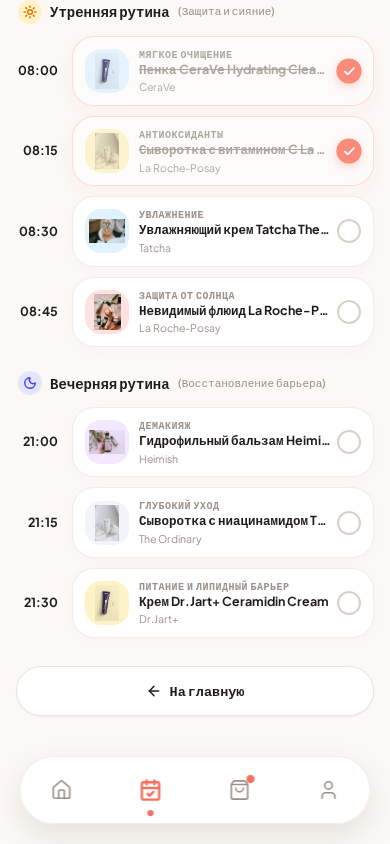 Утренняя рутина (Защита и сияние)
08:00
МЯГКОЕ ОЧИЩЕНИЕ
Пенка CeraVe Hydrating Clea...
CeraVe
08:15
АНТИОКСИДАНТЫ
Сыворотка с витамином C La ...
La Roche-Posay
08:30
УВЛАЖНЕНИЕ
Увлажняющий крем Tatcha The...
Tatcha
08:45
ЗАЩИТА ОТ СОЛНЦА
Невидимый флюид La Roche-P...
La Roche-Posay
Вечерняя рутина (Восстановление барьера)
21:00
ДЕМАКИЯЖ
Гидрофильный бальзам Heimi...
Heimish
21:15
ГЛУБОКИЙ УХОД
Сыворотка с ниацинамидом T...
The Ordinary
21:30
ПИТАНИЕ И ЛИПИДНЫЙ БАРЬЕР
Крем Dr.Jart+ Ceramidin Cream
Dr.Jart+
← На главную